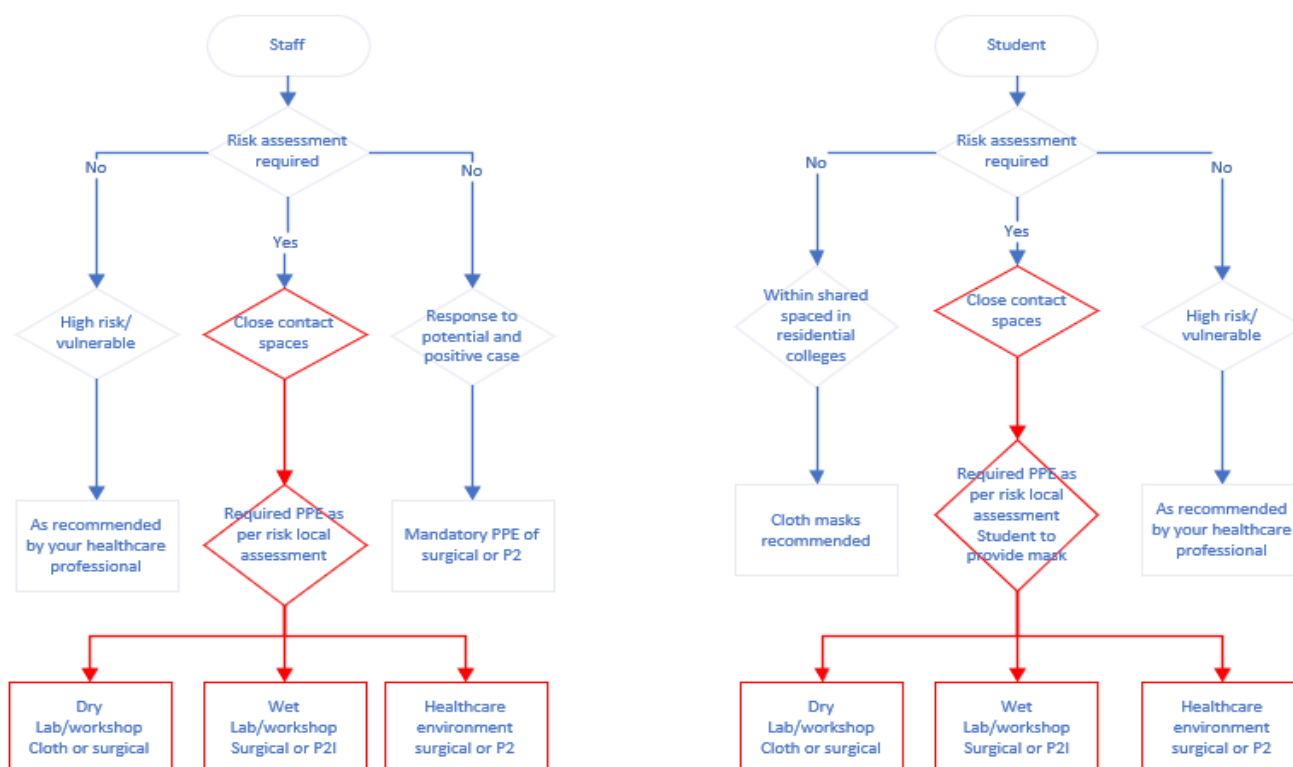 Staff
Risk assessment
required
No
No
Yes
High risk/
vulnerable
Close contact
spaces
Response to
potential and
positive case
As recommended
by your healthcare
professional
Required PPE as
per risk local
assessment
Mandatory PPE of
surgical or P2
Dry
Lab/workshop
Cloth or surgical
Wet
Lab/workshop
Surgical or P2I
Healthcare
environment
surgical or P2
Student
Risk assessment
required
No
No
Yes
Within shared
spaced in
residential
colleges
Close contact
spaces
High risk/
vulnerable
Cloth masks
recommended
Required PPE as
per risk local
assessment
Student to
provide mask
As recommended
by your healthcare
professional
Dry
Lab/workshop
Cloth or surgical
Wet
Lab/workshop
Surgical or P2I
Healthcare
environment
surgical or P2